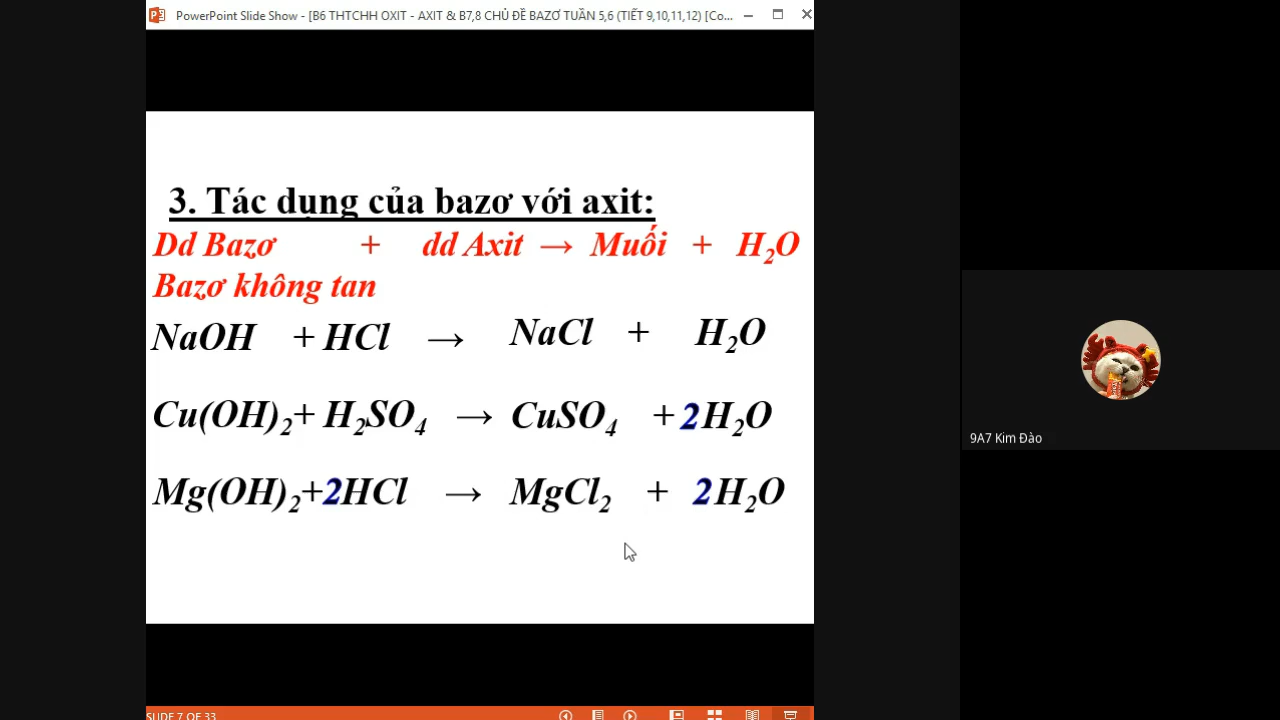 PowerPoint Slide Show - [B6 THTCHH OXIT - AXIT & B7,8 CHỦ ĐỀ BAZƠ TUẦN 5,6 (TIẾT 9,10,11,12) [Co...
3. Tác dụng của bazơ với axit:
Dd Bazơ + dd Axit → Muối + H₂O
Bazơ không tan
NaOH + HCl → NaCl + H₂O
Cu(OH)₂+ H₂SO₄ → CuSO₄ + 2H₂O
Mg(OH)₂+2HCl → MgCl₂ + 2H₂O
9A7 Kim Đào
SLIDE 7 OF 33